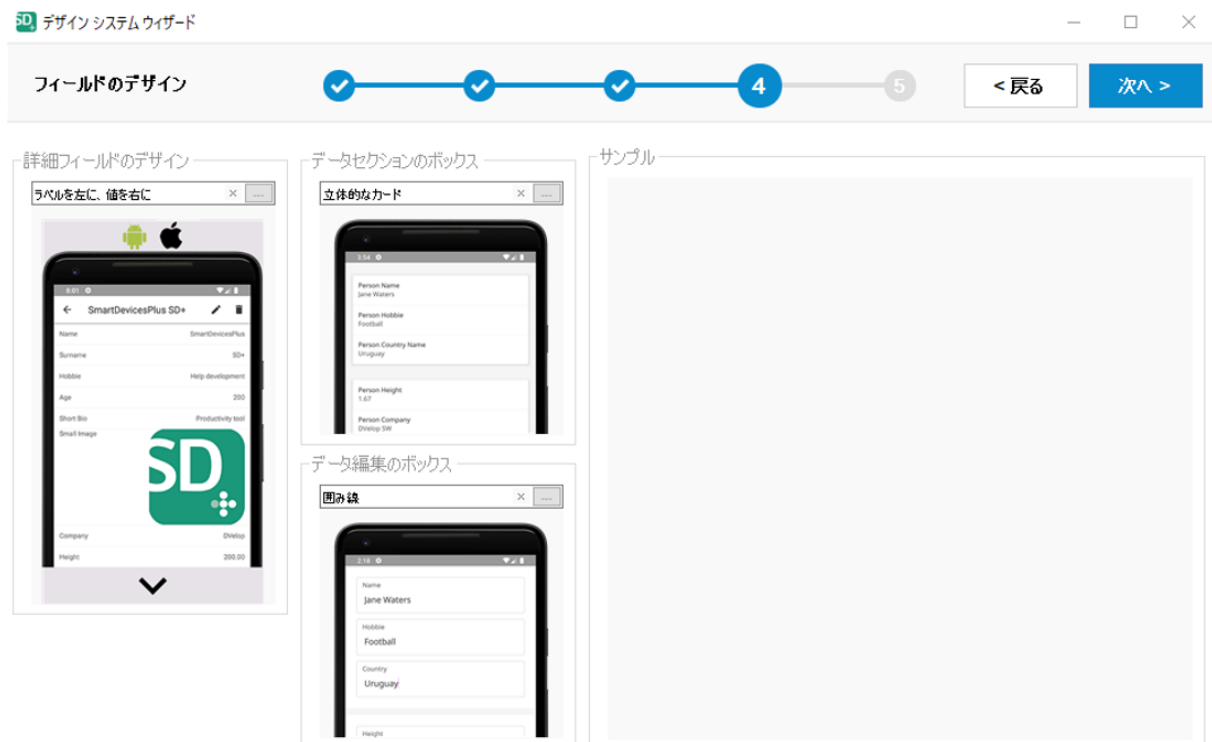 SD デザイン システム ウィザード
フィールドのデザイン
4
5
< 戻る
次へ >
詳細フィールドのデザイン
ラベルを左に、値を右に
×
...
8:01
SmartDevicesPlus SD+
Name SmartDevicesPlus
Surname SD+
Hobbie Help development
Age 200
Short Bio Productivity tool
Small Image
SD
Company DVelop
Height 200.00
データセクションのボックス
立体的なカード
×
...
3:54
Person Name
Jane Waters
Person Hobbie
Football
Person Country Name
Uruguay
Person Height
1.67
Person Company
DVelop SW
データ編集のボックス
囲み線
×
...
2:18
Name
Jane Waters
Hobbie
Football
Country
Uruguay
Height
サンプル